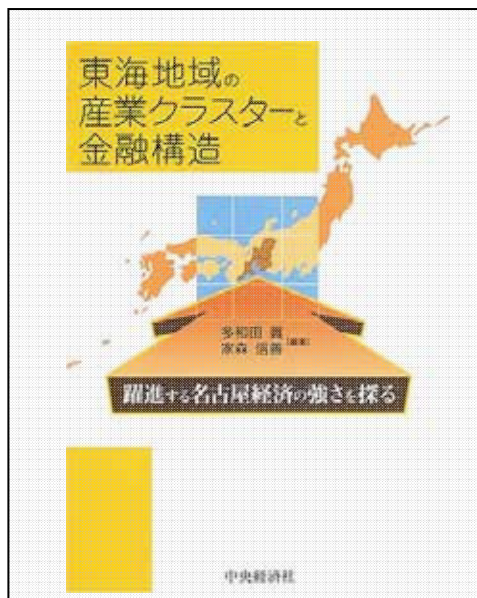 東海地域の
産業クラスターと
金融構造
多和田 眞
家森 信善 [編著]
躍進する名古屋経済の強さを探る
中央経済社